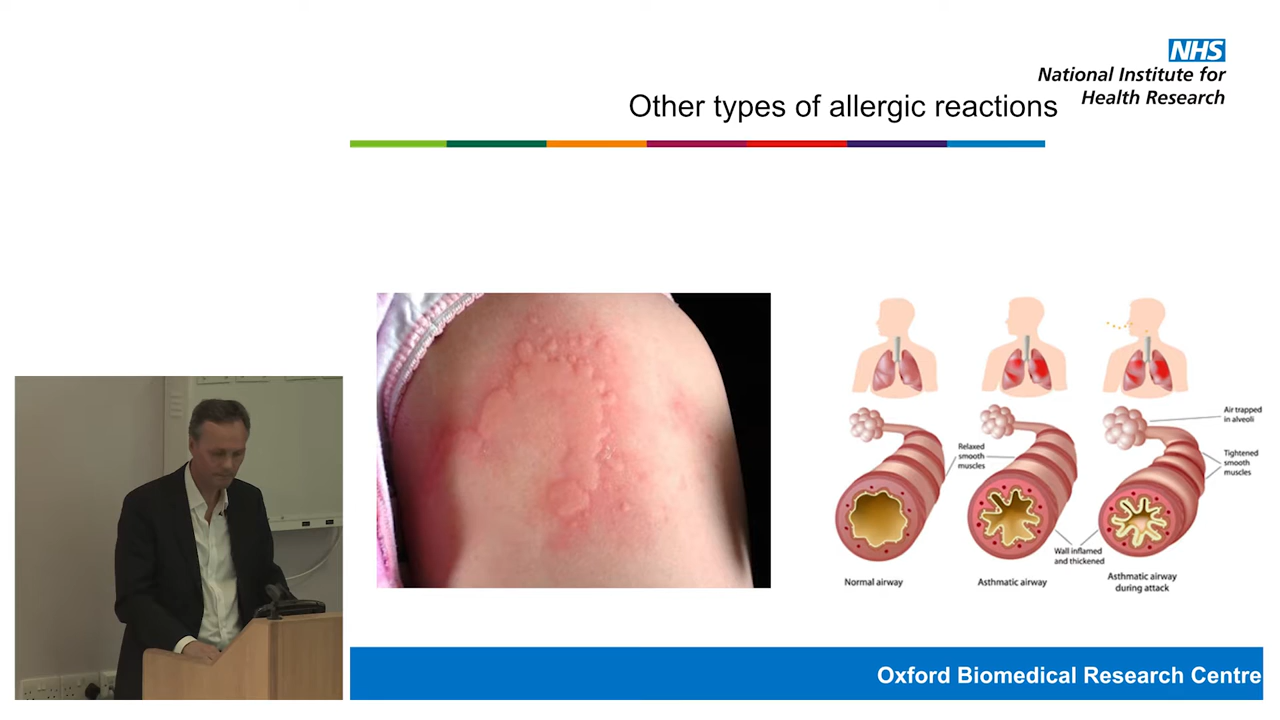 NHS
National Institute for
Health Research
Other types of allergic reactions
Air trapped
in alveoli
Relaxed
smooth
muscles
Tightened
smooth
muscles
Wall inflamed
and thickened
Normal airway
Asthmatic airway
Asthmatic airway
during attack
Oxford Biomedical Research Centre